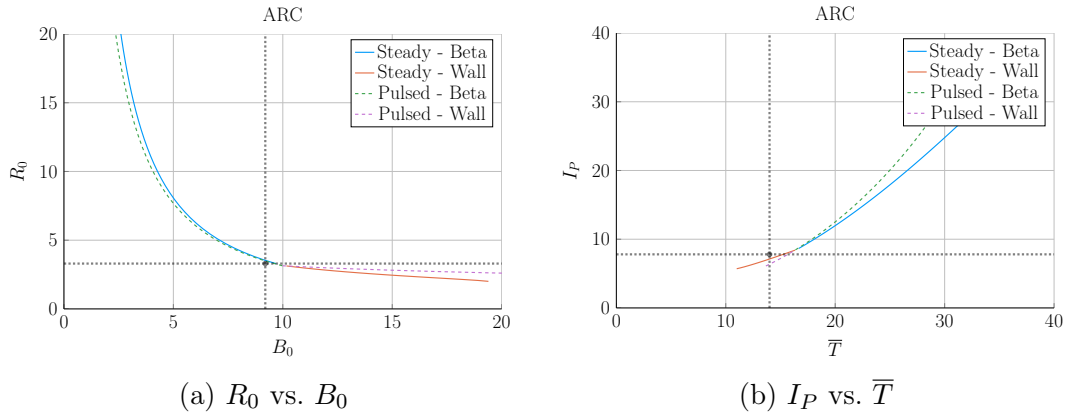 ARC
20
15
10
5
0
0
5
10
15
20
R₀
B₀
Steady - Beta
Steady - Wall
Pulsed - Beta
Pulsed - Wall
(a) R₀ vs. B₀
ARC
40
30
20
10
0
0
10
20
30
40
I_P
T̅
Steady - Beta
Steady - Wall
Pulsed - Beta
Pulsed - Wall
(b) I_P vs. T̅